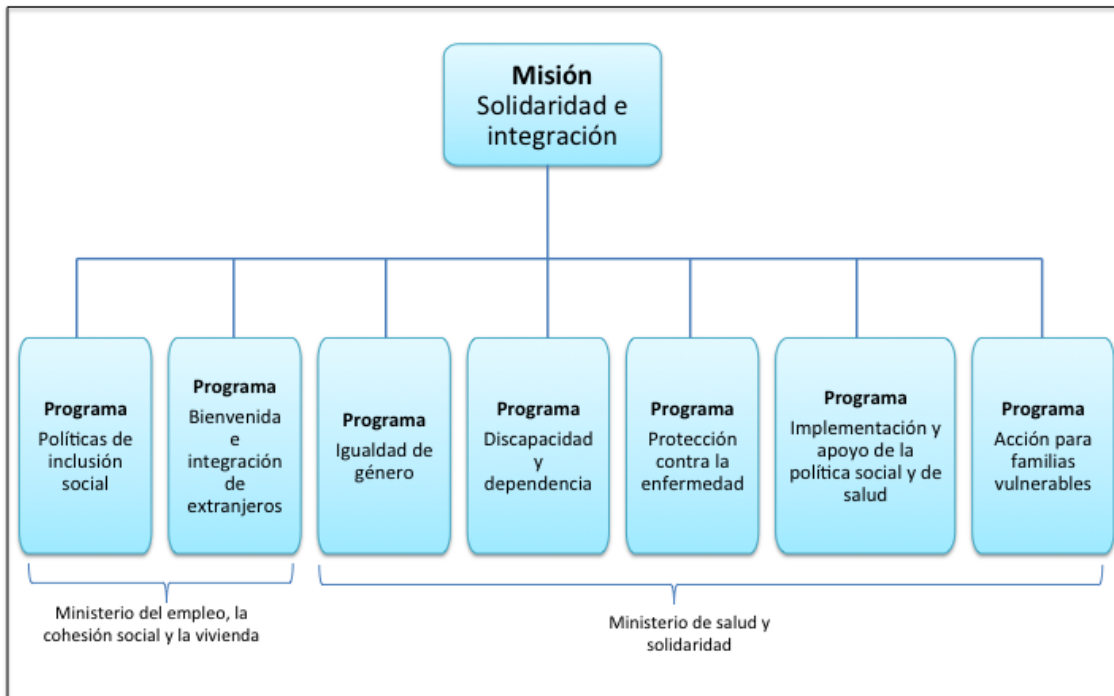 Misión
Solidaridad e
integración
Programa
Políticas de
inclusión
social
Programa
Bienvenida
e
integración
de
extranjeros
Programa
Igualdad de
género
Programa
Discapacidad
y
dependencia
Programa
Protección
contra la
enfermedad
Programa
Implementación y
apoyo de la
política social y de
salud
Programa
Acción para
familias
vulnerables
Ministerio del empleo, la
cohesión social y la vivienda
Ministerio de salud y
solidaridad